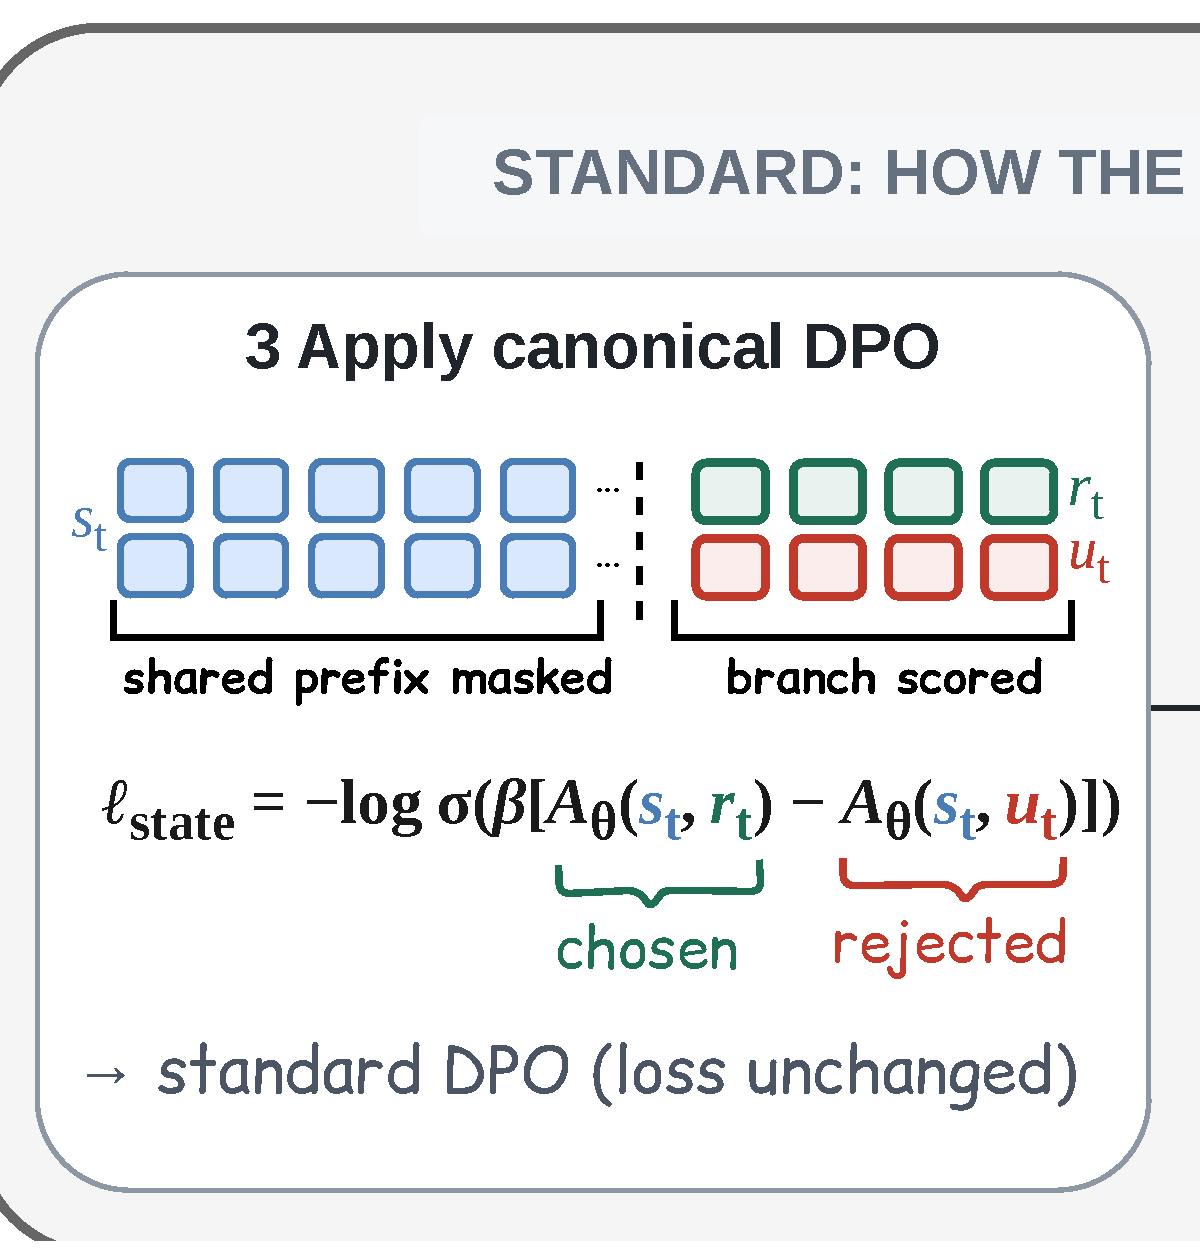 STANDARD: HOW THE
3 Apply canonical DPO
s_t ... r_t
... u_t
shared prefix masked branch scored
ℓ_state = −log σ(β[A_θ(s_t, r_t) − A_θ(s_t, u_t)])
chosen rejected
→ standard DPO (loss unchanged)